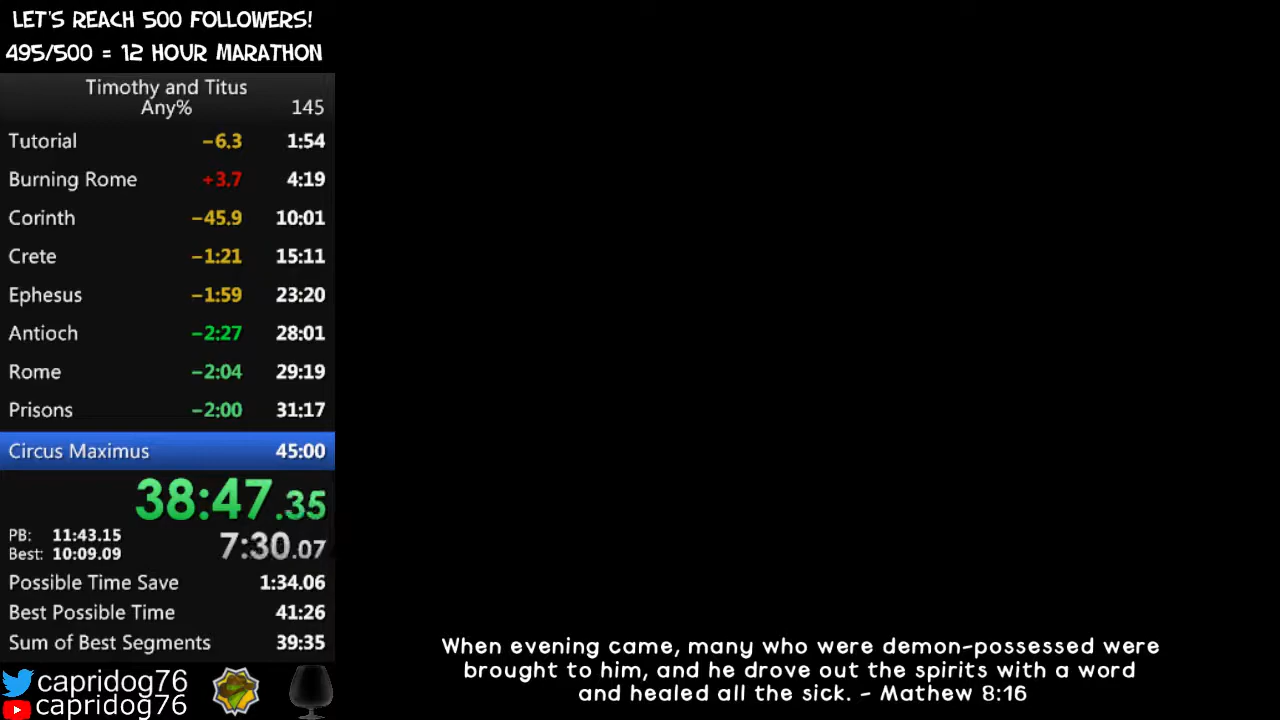 LET'S REACH 500 FOLLOWERS!
495/500 = 12 HOUR MARATHON
Timothy and Titus
Any% 145
Tutorial −6.3 1:54
Burning Rome +3.7 4:19
Corinth −45.9 10:01
Crete −1:21 15:11
Ephesus −1:59 23:20
Antioch −2:27 28:01
Rome −2:04 29:19
Prisons −2:00 31:17
Circus Maximus 45:00
38:47.35
PB: 11:43.15
Best: 10:09.09
7:30.07
Possible Time Save 1:34.06
Best Possible Time 41:26
Sum of Best Segments 39:35
capridog76
capridog76
When evening came, many who were demon-possessed were
brought to him, and he drove out the spirits with a word
and healed all the sick. - Mathew 8:16